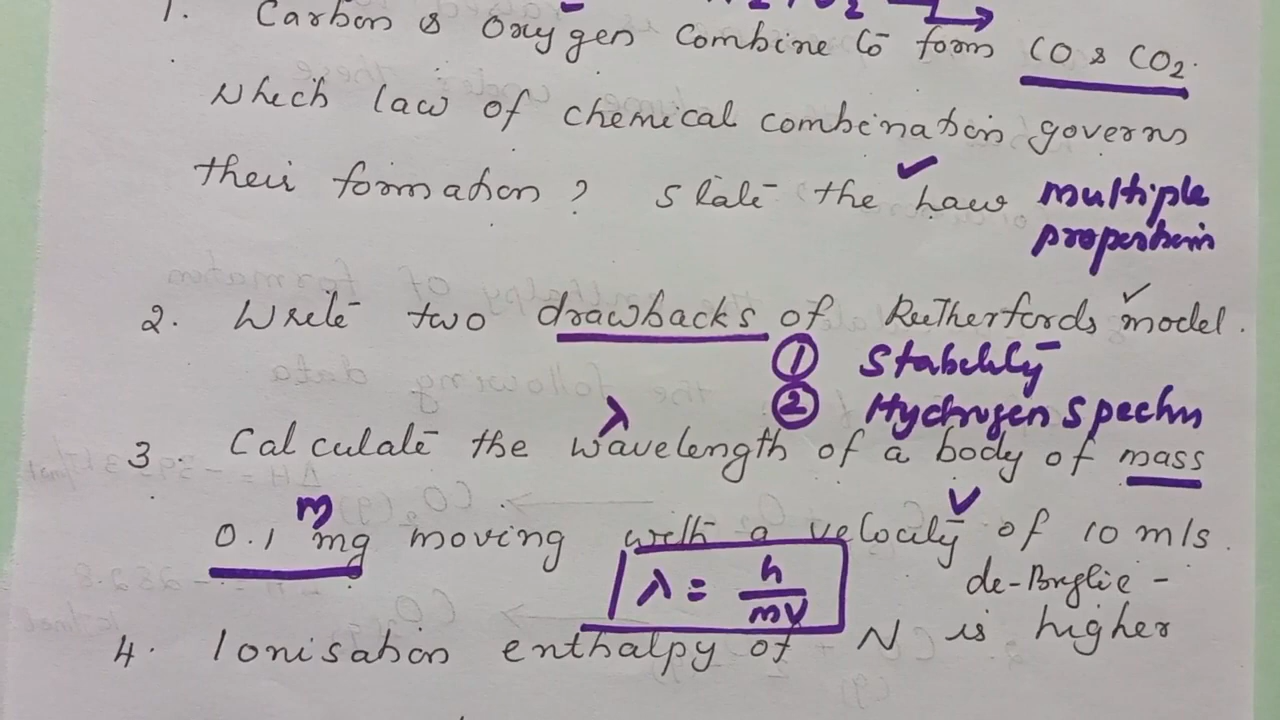 1. Carbon & Oxygen combine to form CO & CO2.
Which law of chemical combination governs
their formation? State the Law multiple
proportion
2. Write two drawbacks of Rutherfords model.
① Stability
② Hydrogen Spectrum
λ
3. Calculate the wavelength of a body of mass
m v
0.1 mg moving with a velocity of 10 m/s.
λ = h/mv de-Broglie -
4. Ionisation enthalpy of N is higher